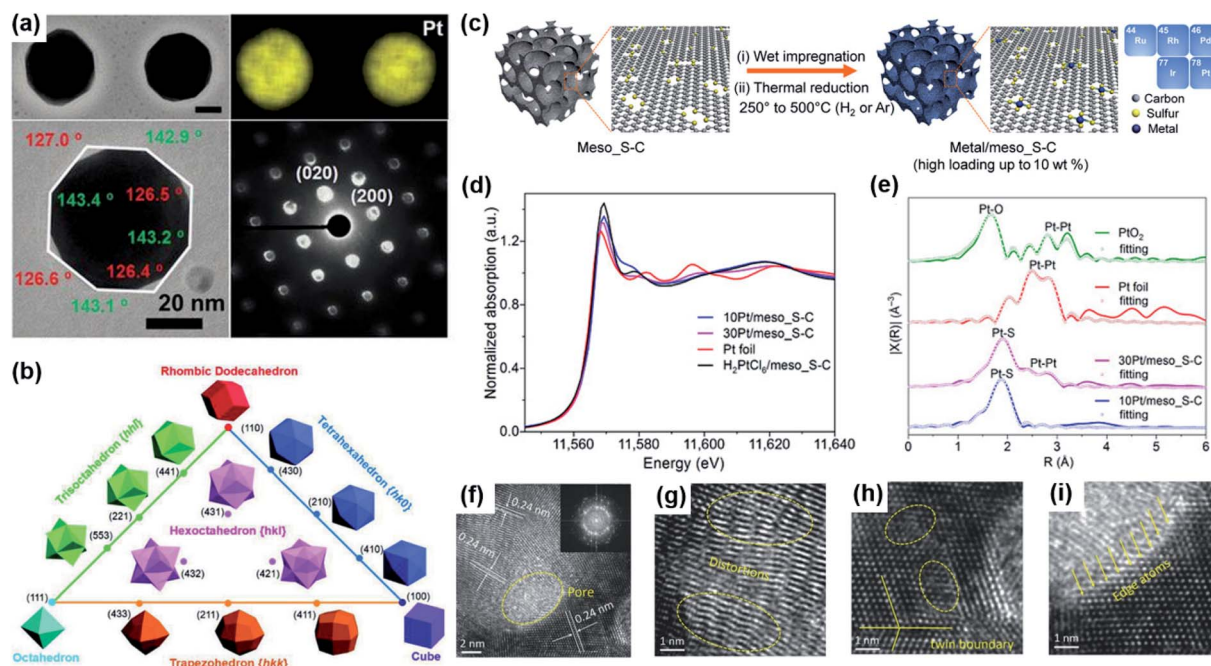 (a)
Pt
127.0 °
142.9 °
143.4 °
126.5 °
143.2 °
126.6 °
126.4 °
143.1 °
20 nm
(020)
(200)
(b)
Rhombic Dodecahedron
(110)
Trisoctahedron {hhl}
Tetrahexahedron {hk0}
(441)
(430)
(221)
(431)
(210)
Hexoctahedron {hkl}
(553)
(410)
(432)
(421)
(111)
(100)
(433)
(211)
(411)
Octahedron
Trapezohedron {hkk}
Cube
(c)
(i) Wet impregnation
(ii) Thermal reduction
250° to 500°C (H2 or Ar)
Meso_S-C
Metal/meso_S-C
(high loading up to 10 wt %)
44 Ru
45 Rh
46 Pd
77 Ir
78 Pt
Carbon
Sulfur
Metal
(d)
Normalized absorption (a.u.)
1.4
1.2
1.0
0.8
0.6
0.4
0.2
0.0
10Pt/meso_S-C
30Pt/meso_S-C
Pt foil
H2PtCl6/meso_S-C
11,560
11,580
11,600
11,620
11,640
Energy (eV)
(e)
|X(R)| (Å⁻³)
Pt-O
Pt-Pt
PtO2
fitting
Pt-Pt
Pt foil
fitting
Pt-S
Pt-Pt
30Pt/meso_S-C
fitting
Pt-S
10Pt/meso_S-C
fitting
0
1
2
3
4
5
6
R (Å)
(f)
0.24 nm
0.24 nm
Pore
0.24 nm
2 nm
(g)
Distortions
1 nm
(h)
1 nm
twin boundary
(i)
Edge atoms
1 nm